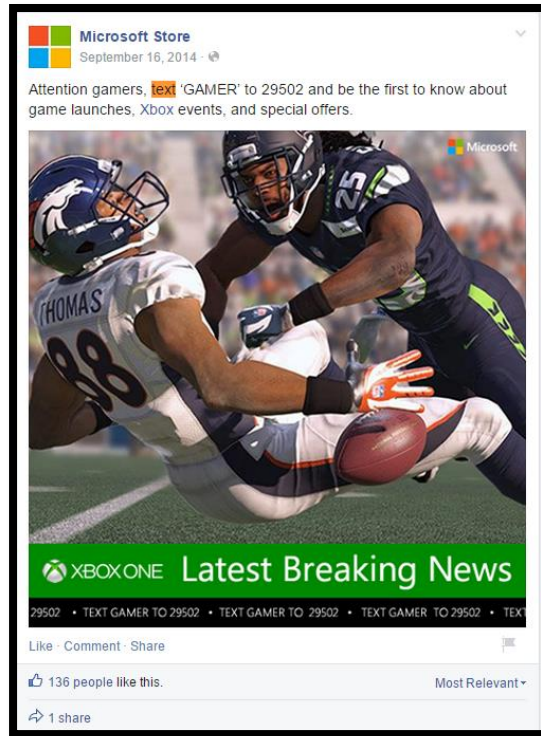 Microsoft Store
September 16, 2014 ·
Attention gamers, text 'GAMER' to 29502 and be the first to know about
game launches, Xbox events, and special offers.
Microsoft
25
THOMAS
88
XBOX ONE Latest Breaking News
29502 • TEXT GAMER TO 29502 • TEXT GAMER TO 29502 • TEXT GAMER TO 29502 • TEXT
Like · Comment · Share
136 people like this.
Most Relevant
1 share